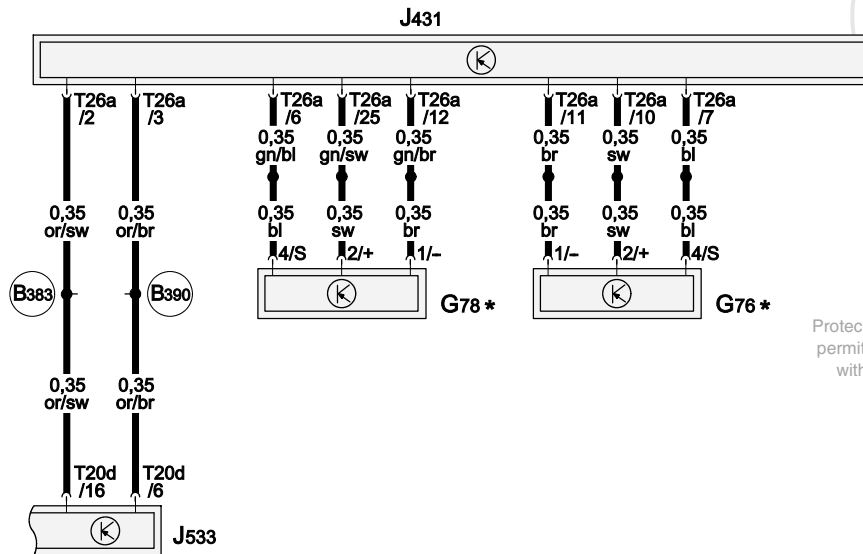 J431
T26a T26a T26a T26a T26a T26a T26a T26a
/2 /3 /6 /25 /12 /11 /10 /7
0,35 0,35 0,35 0,35 0,35 0,35
gn/bl gn/sw gn/br br sw bl
0,35 0,35 0,35 0,35 0,35 0,35 0,35 0,35
or/sw or/br bl sw br br sw bl
4/S 2/+ 1/- 1/- 2/+ 4/S
B383 B390 G78 * G76 *
Protec
permit
with
0,35 0,35
or/sw or/br
T20d T20d
/16 /6
J533